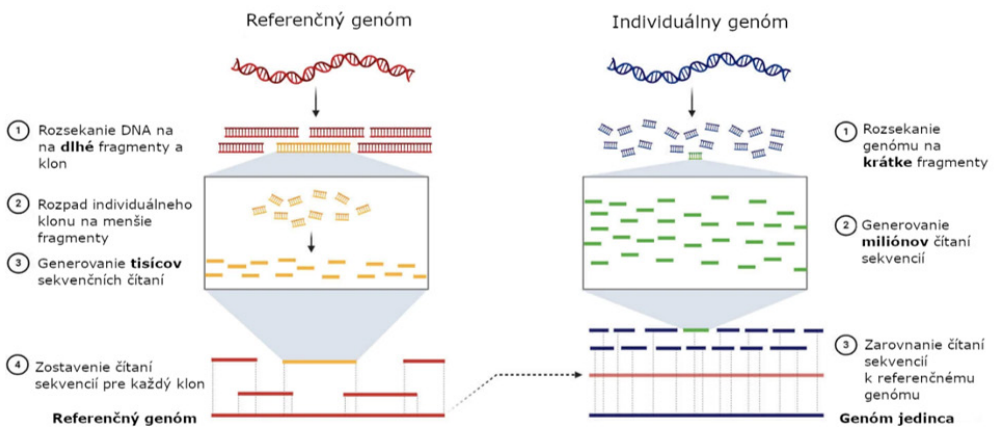 Referenčný genóm
1 Rozsekanie DNA na
na dlhé fragmenty a
klon
2 Rozpad individuálneho
klonu na menšie
fragmenty
3 Generovanie tisícov
sekvenčních čítaní
4 Zostavenie čítaní
sekvencií pre každý klon
Referenčný genóm
Individuálny genóm
1 Rozsekanie
genómu na
krátke fragmenty
2 Generovanie
miliónov čítaní
sekvencií
3 Zarovnanie čítaní
sekvencií
k referenčnému
genómu
Genóm jedinca